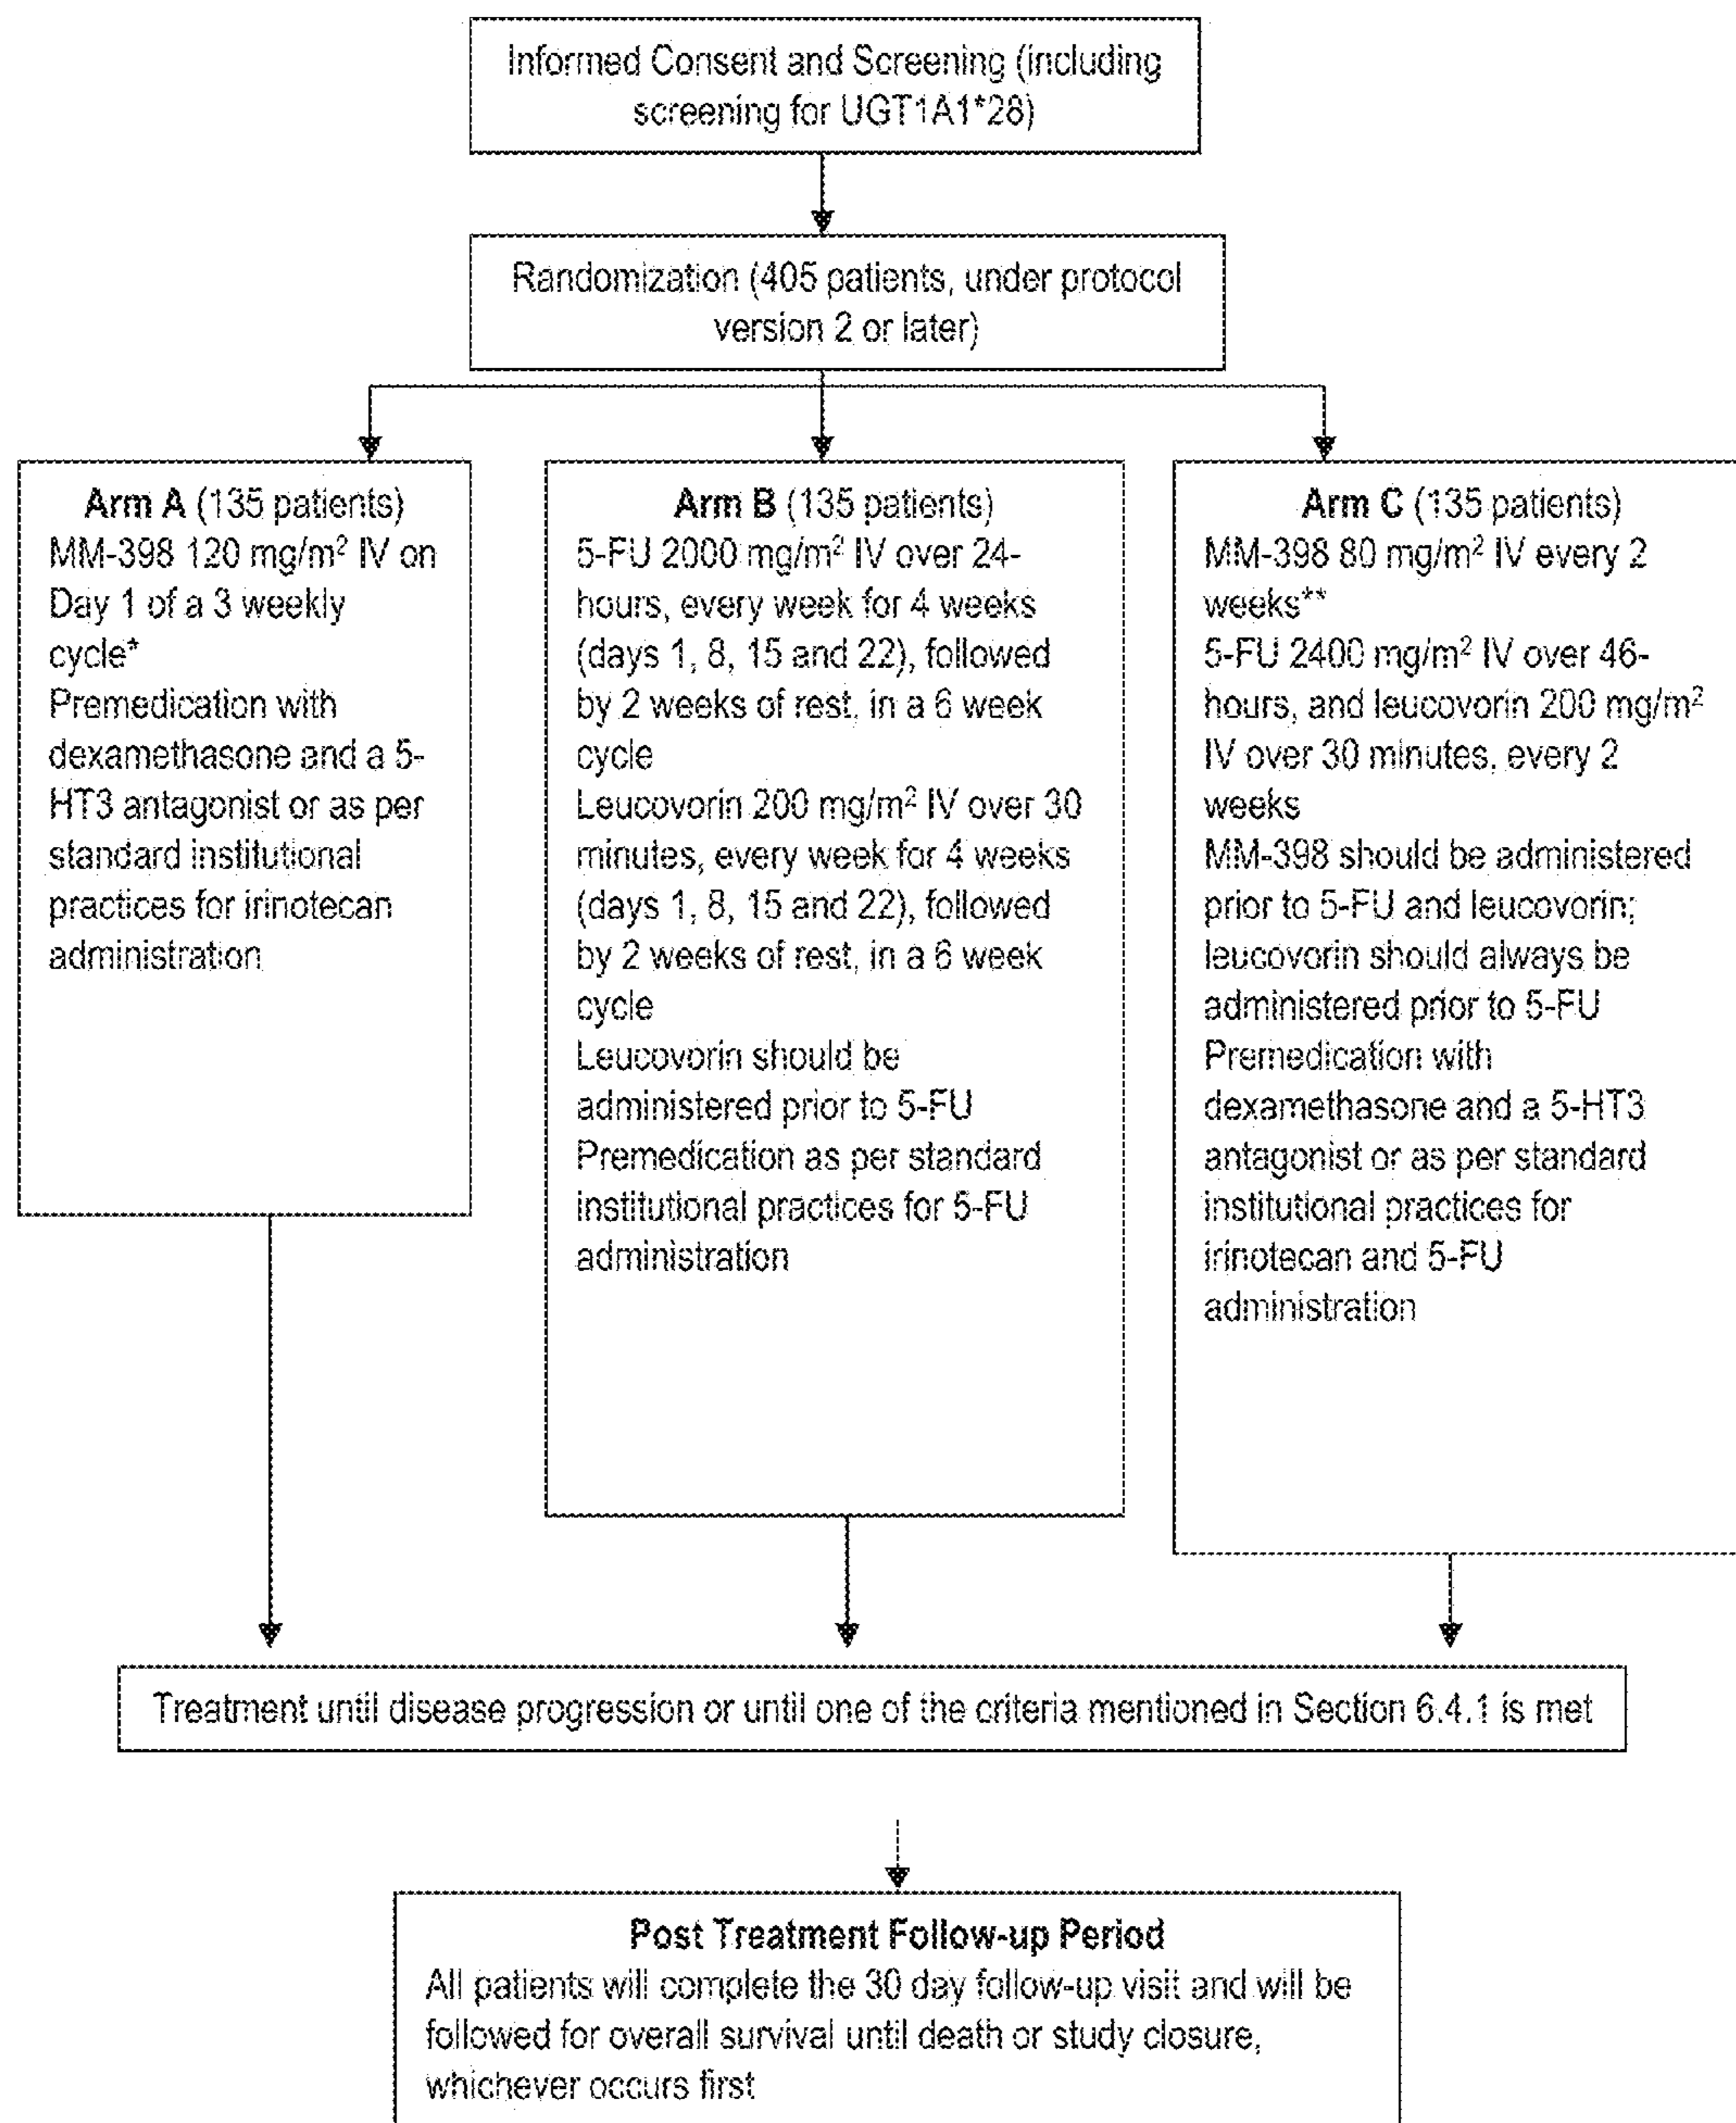 Informed Consent and Screening (including
screening for UGT1A1*28)
Randomization (405 patients, under protocol
version 2 or later)
Arm A (135 patients)
MM-398 120 mg/m² IV on
Day 1 of a 3 weekly
cycle*
Premedication with
dexamethasone and a 5-
HT3 antagonist or as per
standard institutional
practices for irinotecan
administration
Arm B (135 patients)
5-FU 2000 mg/m² IV over 24-
hours, every week for 4 weeks
(days 1, 8, 15 and 22), followed
by 2 weeks of rest, in a 6 week
cycle
Leucovorin 200 mg/m² IV over 30
minutes, every week for 4 weeks
(days 1, 8, 15 and 22), followed
by 2 weeks of rest, in a 6 week
cycle
Leucovorin should be
administered prior to 5-FU
Premedication as per standard
institutional practices for 5-FU
administration
Arm C (135 patients)
MM-398 80 mg/m² IV every 2
weeks**
5-FU 2400 mg/m² IV over 46-
hours, and leucovorin 200 mg/m²
IV over 30 minutes, every 2
weeks
MM-398 should be administered
prior to 5-FU and leucovorin;
leucovorin should always be
administered prior to 5-FU
Premedication with
dexamethasone and a 5-HT3
antagonist or as per standard
institutional practices for
irinotecan and 5-FU
administration
Treatment until disease progression or until one of the criteria mentioned in Section 6.4.1 is met
Post Treatment Follow-up Period
All patients will complete the 30 day follow-up visit and will be
followed for overall survival until death or study closure,
whichever occurs first